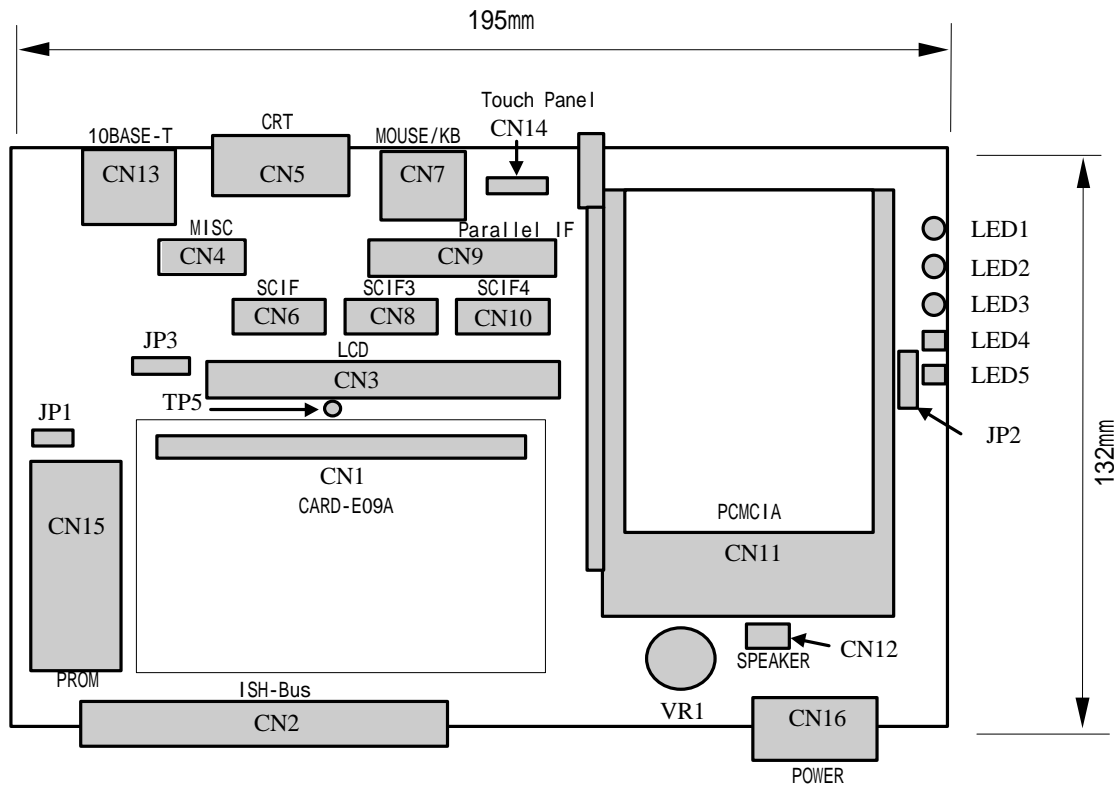 195mm
Touch Panel
CN14
10BASE-T
CRT
MOUSE/KB
CN13
CN5
CN7
MISC
CN4
Parallel IF
CN9
SCIF
CN6
SCIF3
CN8
SCIF4
CN10
LED1
LED2
LED3
LED4
LED5
JP2
132mm
JP3
LCD
CN3
TP5
JP1
CN1
CARD-E09A
CN15
PROM
PCMCIA
CN11
CN12
SPEAKER
VR1
ISH-Bus
CN2
CN16
POWER